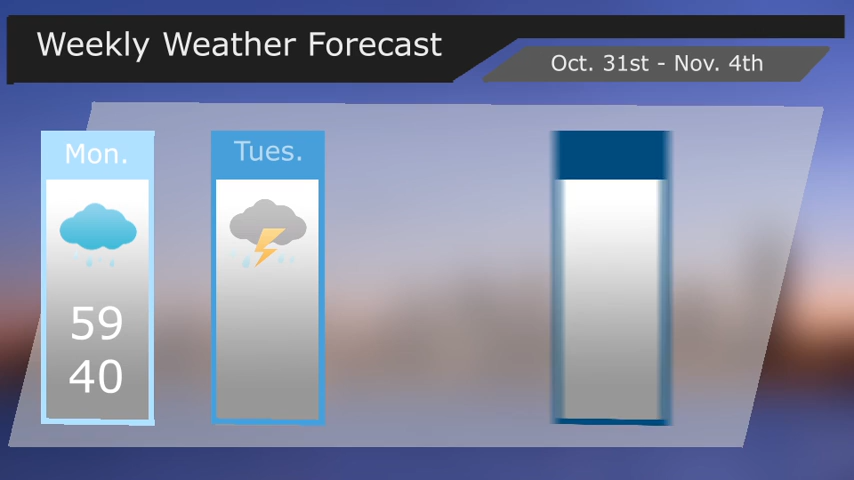 Weekly Weather Forecast
Oct. 31st - Nov. 4th
Mon.
Tues.
59
40